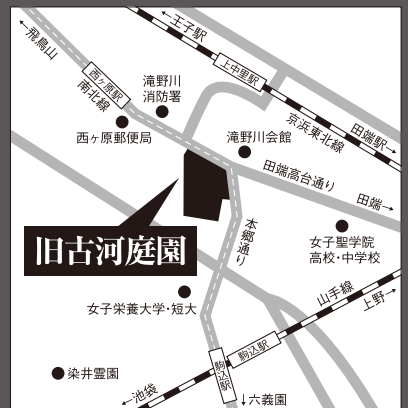 ←飛鳥山
←王子駅
西ヶ原駅
南北線
滝野川
消防署
上中里駅
京浜東北線
田端駅→
西ヶ原郵便局
滝野川会館
田端高台通り
田端→
本郷通り
旧古河庭園
女子聖学院
高校・中学校
女子栄養大学・短大
山手線
上野→
駒込駅
駒込駅
染井霊園
←池袋
↓六義園